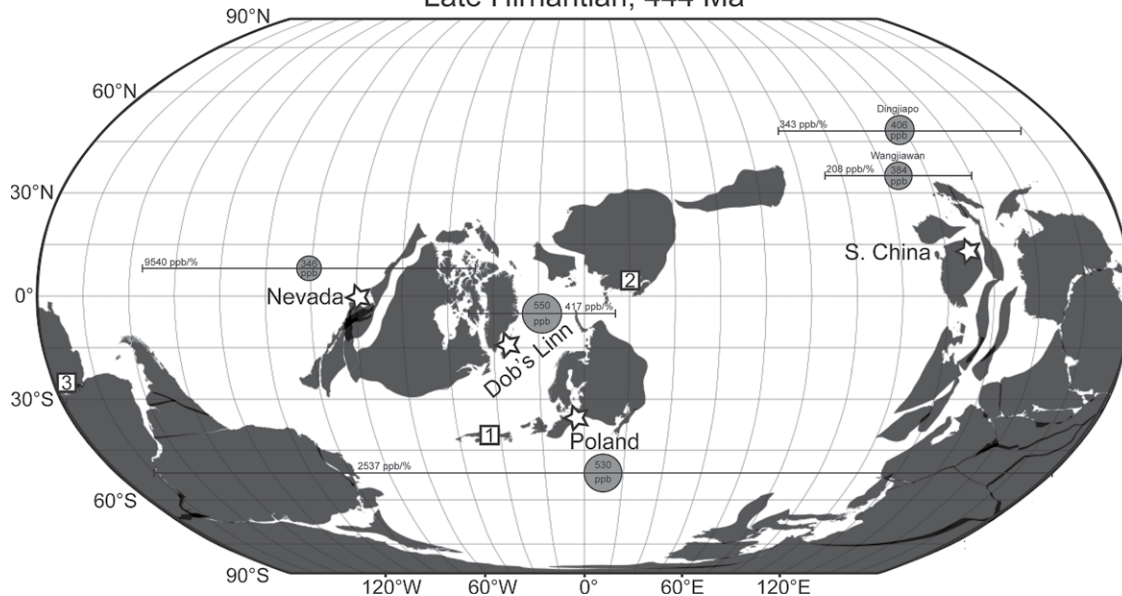 Late Hirnantian, 444 Ma
90°N
60°N
Dingjiapo
343 ppb/%
406
ppb
Wangjiawan
208 ppb/%
384
ppb
30°N
S. China
9540 ppb/%
346
ppb
2
Nevada
0°
550
ppb
417 ppb/%
Dob's Linn
3
30°S
1
Poland
2537 ppb/%
530
ppb
60°S
90°S
120°W
60°W
0°
60°E
120°E